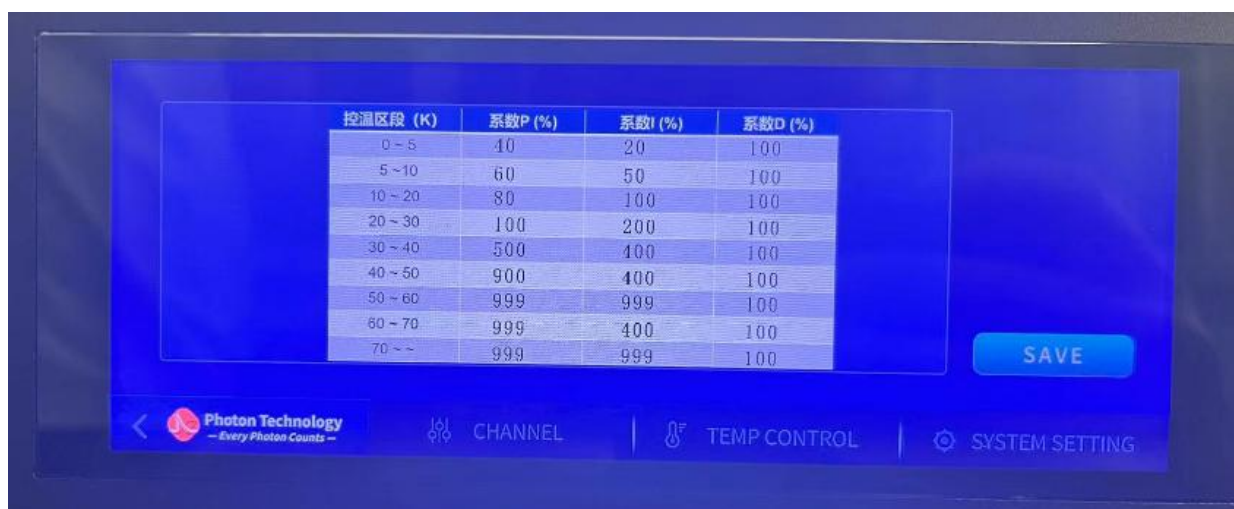 控温区段 (K) 系数P (%) 系数I (%) 系数D (%)
0 ~ 5 40 20 100
5 ~10 60 50 100
10 ~ 20 80 100 100
20 ~ 30 100 200 100
30 ~ 40 500 400 100
40 ~ 50 900 400 100
50 ~ 60 999 999 100
60 ~ 70 999 400 100
70 ~ ~ 999 999 100
SAVE
< Photon Technology
— Every Photon Counts —
CHANNEL
TEMP CONTROL
SYSTEM SETTING